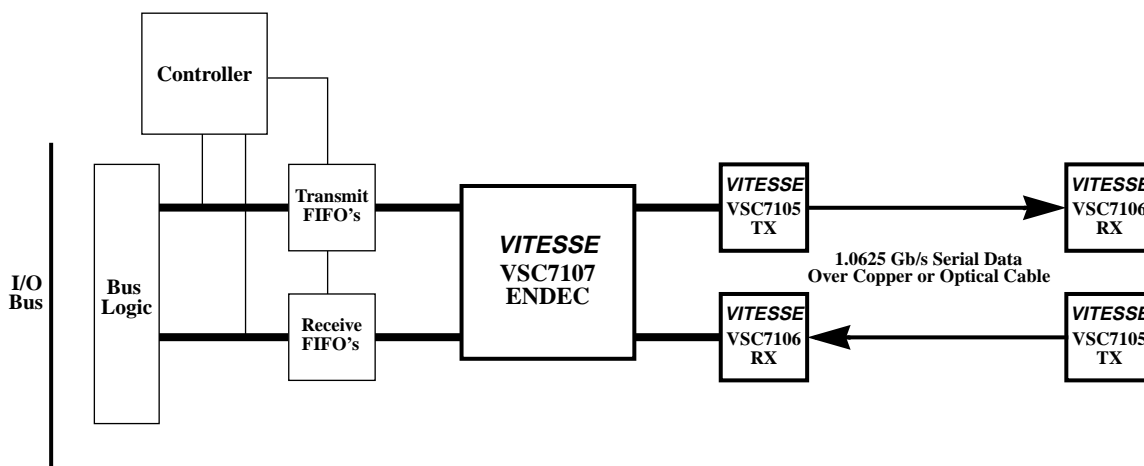 Controller
I/O
Bus
Bus
Logic
Transmit
FIFO's
Receive
FIFO's
VITESSE
VSC7107
ENDEC
VITESSE
VSC7105
TX
VITESSE
VSC7106
RX
1.0625 Gb/s Serial Data
Over Copper or Optical Cable
VITESSE
VSC7106
RX
VITESSE
VSC7105
TX